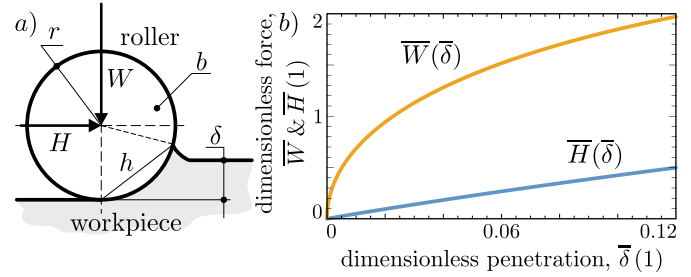 a)
r
roller
b
W
H
h
δ
workpiece
b)
dimensionless force,
W̅ & H̅ (1)
2
1
0
W̅(δ̅)
H̅(δ̅)
0 0.06 0.12
dimensionless penetration, δ̅ (1)